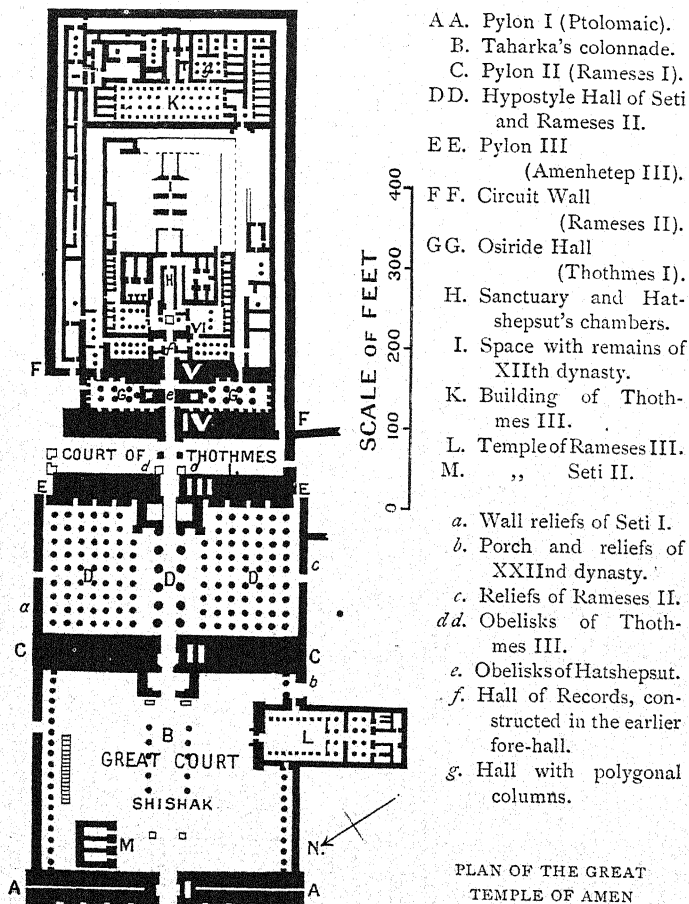 A A. Pylon I (Ptolomaic).
B. Taharka's colonnade.
C. Pylon II (Rameses I).
D D. Hypostyle Hall of Seti
and Rameses II.
E E. Pylon III
(Amenhetep III).
F F. Circuit Wall
(Rameses II).
G G. Osiride Hall
(Thothmes I).
H. Sanctuary and Hat-
shepsut's chambers.
I. Space with remains of
XIIth dynasty.
K. Building of Thoth-
mes III.
L. Temple of Rameses III.
M. ,, Seti II.
a. Wall reliefs of Seti I.
b. Porch and reliefs of
XXIInd dynasty.
c. Reliefs of Rameses II.
d d. Obelisks of Thoth-
mes III.
e. Obelisks of Hatshepsut.
f. Hall of Records, con-
structed in the earlier
fore-hall.
g. Hall with polygonal
columns.
PLAN OF THE GREAT
TEMPLE OF AMEN
SCALE OF FEET
400
300
200
100
0
g
K
I
H
VI
f
F
V
G e G
V
F
COURT OF THOTHMES
d d I.
E E
D D D
c
a
C C
b
B
L
GREAT COURT
SHISHAK
M
N.
A A